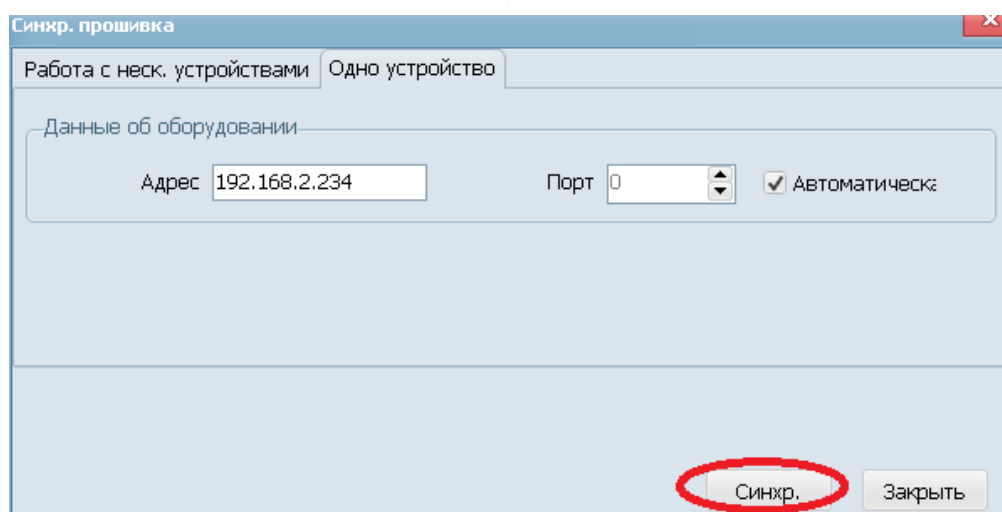 Синхр. прошивка
Работа с неск. устройствами Одно устройство
Данные об оборудовании
Адрес 192.168.2.234 Порт 0 Автоматическа
Синхр. Закрыть